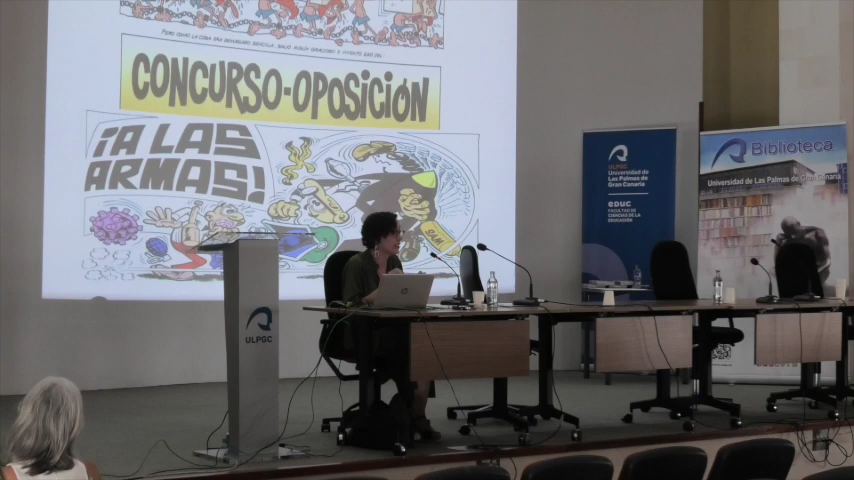 CONCURSO-OPOSICIÓN
¡A LAS
ARMAS!
SLAM
ULPGC
ULPGC
Universidad de
Las Palmas de
Gran Canaria
EDUC
FACULTAD DE
CIENCIAS DE LA
EDUCACIÓN
Biblioteca
Universidad de Las Palmas de Gran Canaria